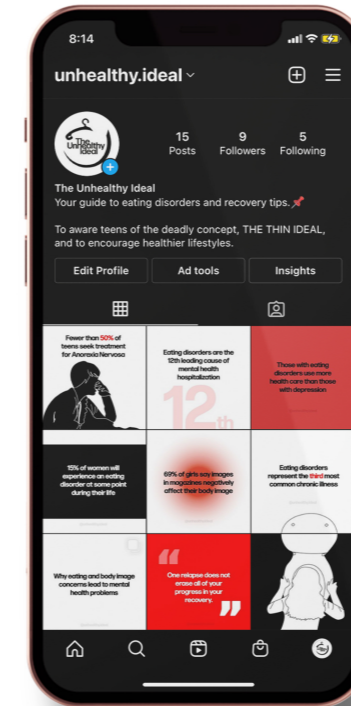 8:14
52
unhealthy.ideal
The
Unhealthy
Ideal
15
Posts
9
Followers
5
Following
The Unhealthy Ideal
Your guide to eating disorders and recovery tips.
To aware teens of the deadly concept, THE THIN IDEAL,
and to encourage healthier lifestyles.
Edit Profile
Ad tools
Insights
Fewer than 50% of
teens seek treatment
for Anorexia Nervosa
Eating disorders are the
12th leading cause of
mental health
hospitalization
12th
Those with eating
disorders use more
health care than those
with depression
15% of women will
experience an eating
disorder at some point
during their life
69% of girls say images
in magazines negatively
affect their body image
Eating disorders
represent the third most
common chronic illness
Why eating and body image
concerns lead to mental
health problems
“
One relapse does not
erase all of your
progress in your
recovery.
”